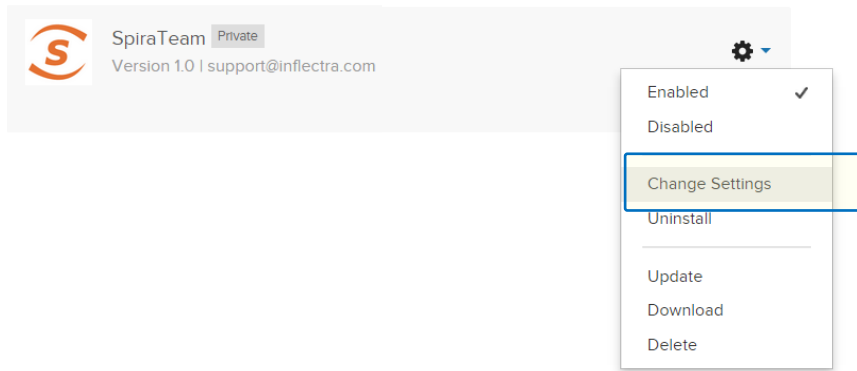 S
SpiraTeam Private
Version 1.0 | support@inflectra.com
Enabled
Disabled
Change Settings
Uninstall
Update
Download
Delete